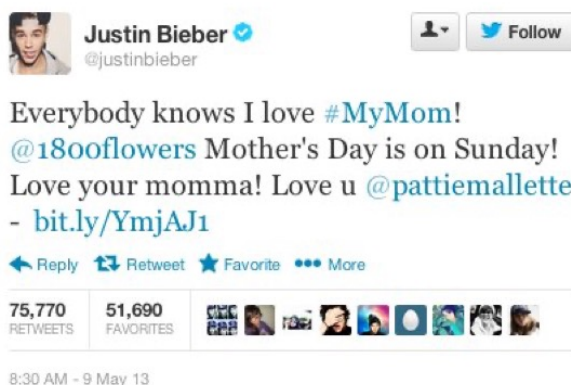 Justin Bieber
@justinbieber
Follow
Everybody knows I love #MyMom!
@1800flowers Mother's Day is on Sunday!
Love your momma! Love u @pattiemallette
- bit.ly/YmjAJ1
Reply Retweet Favorite More
75,770 51,690
RETWEETS FAVORITES
8:30 AM - 9 May 13